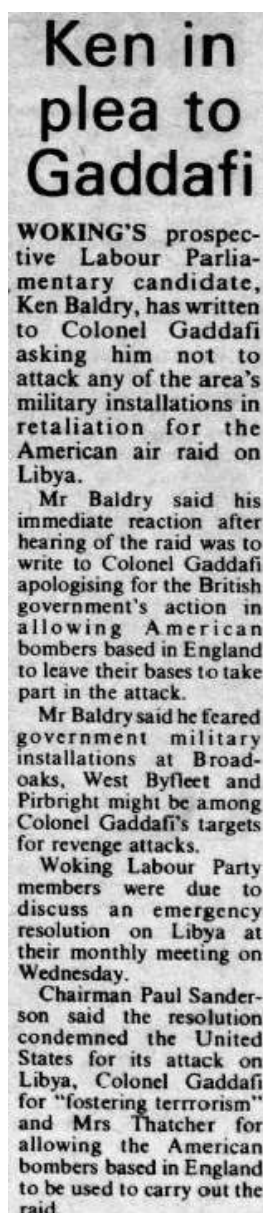 Ken in
plea to
Gaddafi
WOKING'S prospec-
tive Labour Parlia-
mentary candidate,
Ken Baldry, has written
to Colonel Gaddafi
asking him not to
attack any of the area's
military installations in
retaliation for the
American air raid on
Libya.
Mr Baldry said his
immediate reaction after
hearing of the raid was to
write to Colonel Gaddafi
apologising for the British
government's action in
allowing American
bombers based in England
to leave their bases to take
part in the attack.
Mr Baldry said he feared
government military
installations at Broad-
oaks, West Byfleet and
Pirbright might be among
Colonel Gaddafi's targets
for revenge attacks.
Woking Labour Party
members were due to
discuss an emergency
resolution on Libya at
their monthly meeting on
Wednesday.
Chairman Paul Sander-
son said the resolution
condemned the United
States for its attack on
Libya, Colonel Gaddafi
for "fostering terrrorism"
and Mrs Thatcher for
allowing the American
bombers based in England
to be used to carry out the
raid.